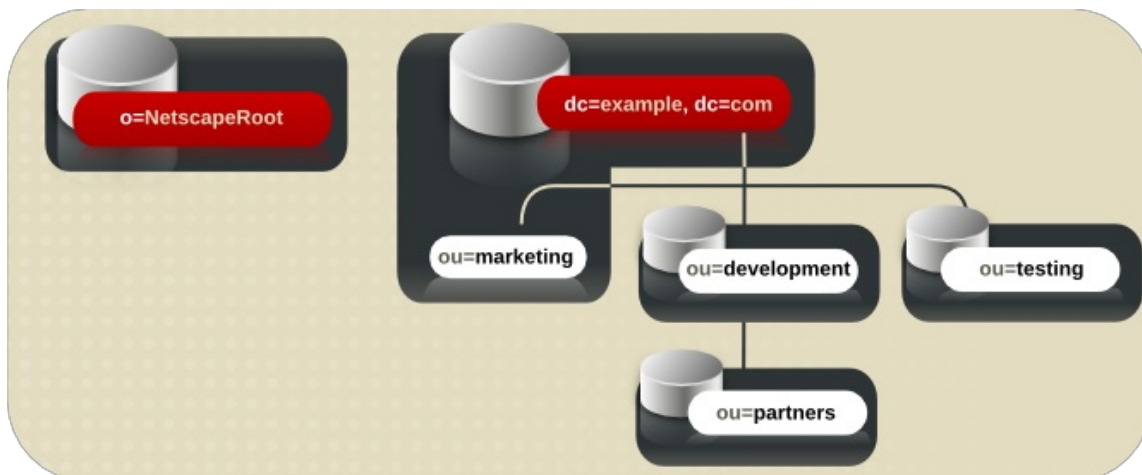 o=NetscapeRoot
dc=example, dc=com
ou=marketing
ou=development
ou=testing
ou=partners